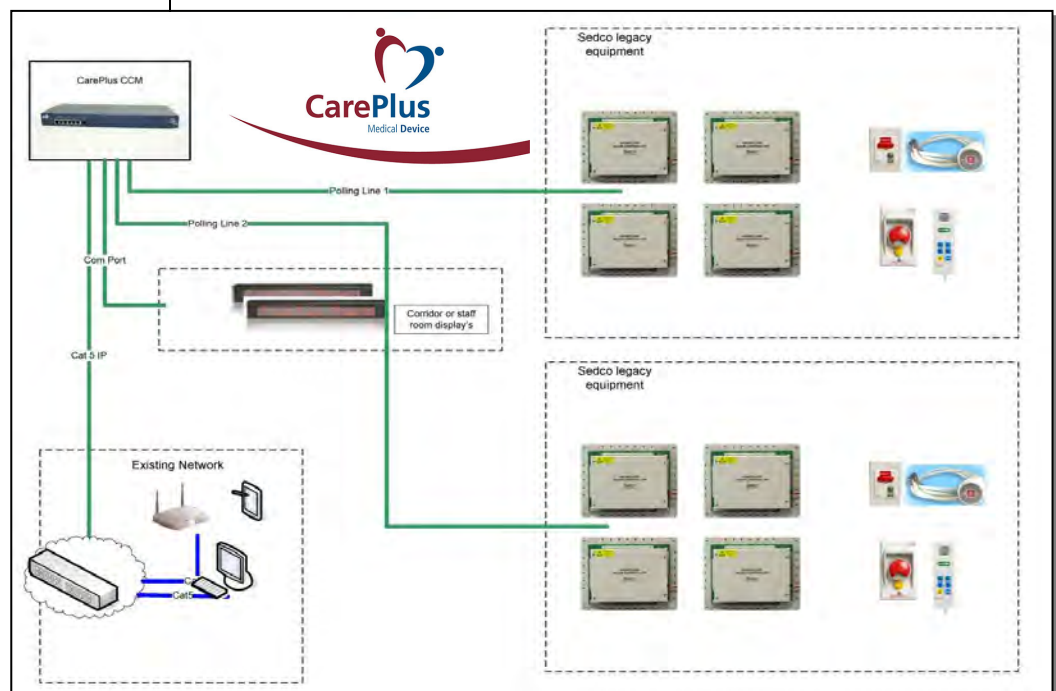 CarePlus CCM
CarePlus
Medical Device
Sedco legacy
equipment
Polling Line 1
Polling Line 2
Com Port
Corridor or staff
room display's
Cat 5 IP
Sedco legacy
equipment
Existing Network
Cat5